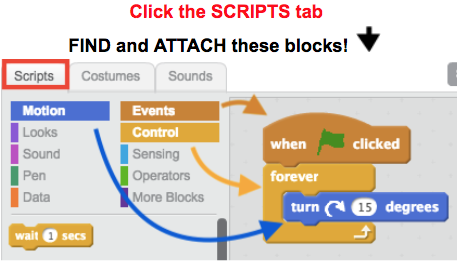 Click the SCRIPTS tab
FIND and ATTACH these blocks!
Scripts Costumes Sounds
Motion Events
Looks Control
Sound Sensing
Pen Operators
Data More Blocks
wait 1 secs
when clicked
forever
turn 15 degrees